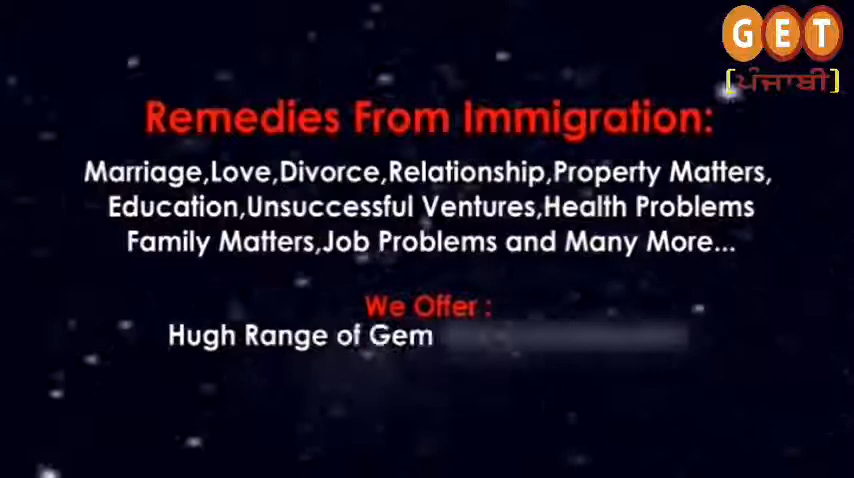 GET
[ਪੰਜਾਬੀ]
Remedies From Immigration:
Marriage,Love,Divorce,Relationship,Property Matters,
Education,Unsuccessful Ventures,Health Problems
Family Matters,Job Problems and Many More...
We Offer :
Hugh Range of Gem